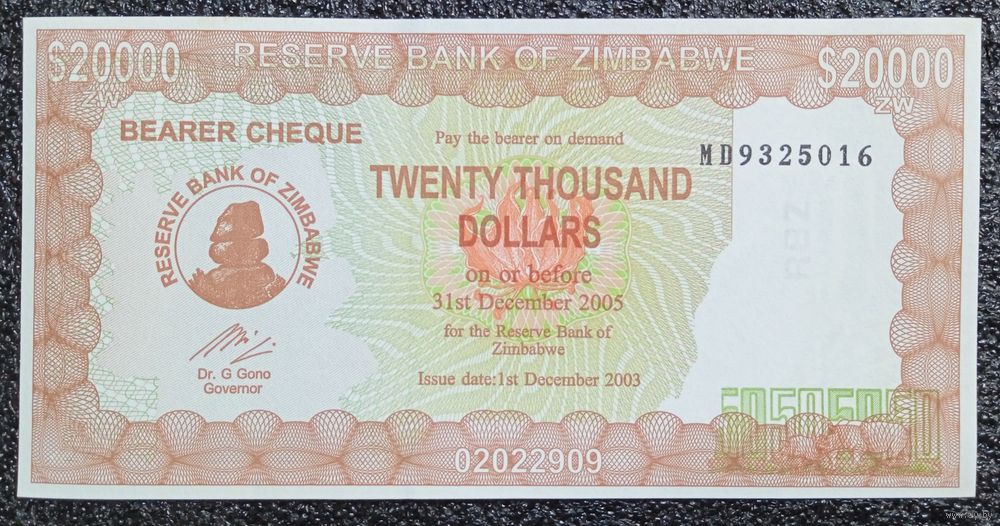 $20000 RESERVE BANK OF ZIMBABWE $20000
ZW ZW
BEARER CHEQUE
Pay the bearer on demand
MD9325016
TWENTY THOUSAND
DOLLARS
on or before
31st December 2005
for the Reserve Bank of
Zimbabwe
Issue date:1st December 2003
RESERVE BANK OF ZIMBABWE
Dr. G Gono
Governor
RBZ
02022909